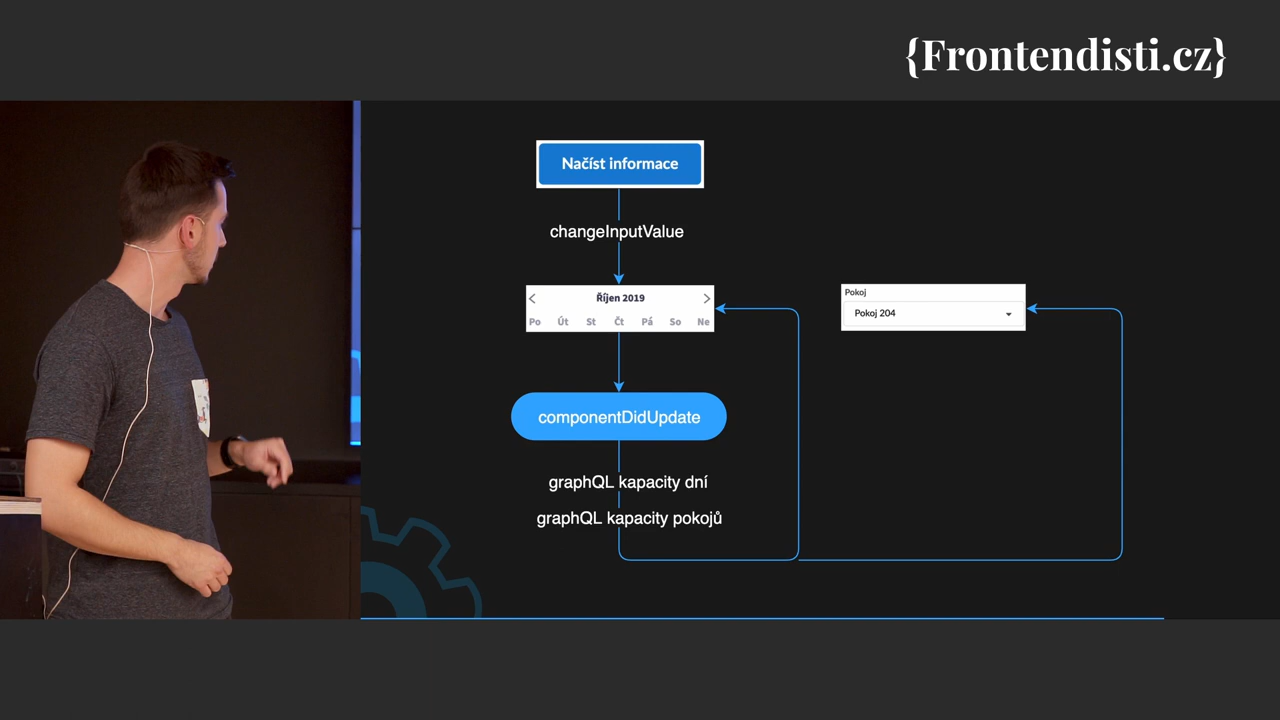 {Frontendisti.cz}
Načíst informace
changeInputValue
Říjen 2019
Po Út St Čt Pá So Ne
Pokoj
Pokoj 204
componentDidUpdate
graphQL kapacity dní
graphQL kapacity pokojů